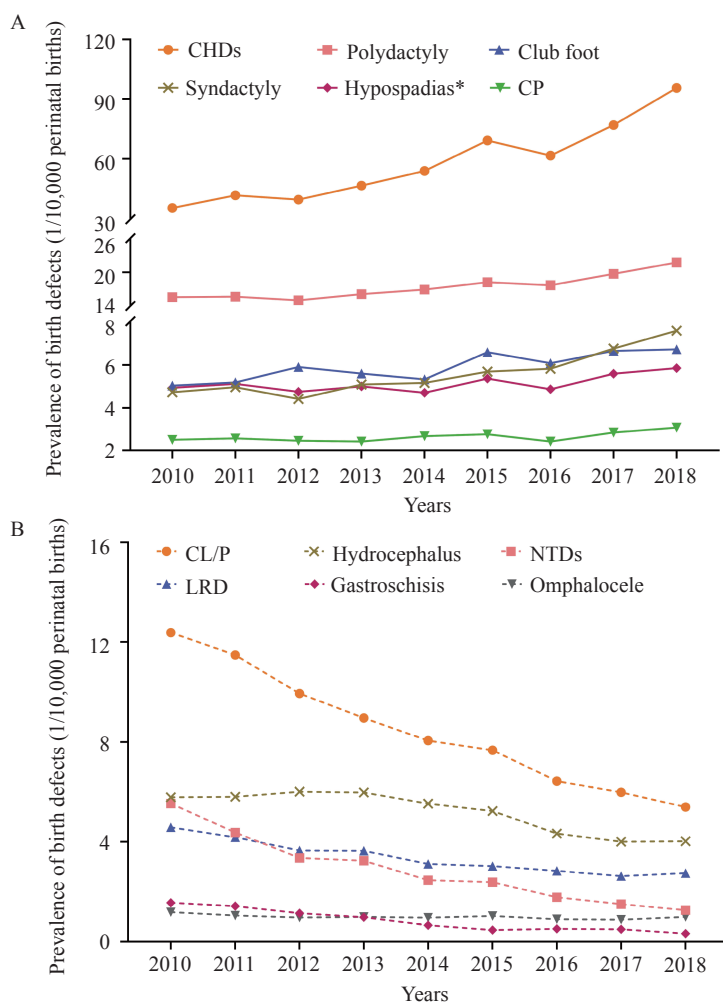 A
Prevalence of birth defects (1/10,000 perinatal births)
120
90
60
30
26
20
14
8
6
4
2
CHDs Polydactyly Club foot
Syndactyly Hypospadias* CP
2010 2011 2012 2013 2014 2015 2016 2017 2018
Years
B
Prevalence of birth defects (1/10,000 perinatal births)
16
12
8
4
0
CL/P Hydrocephalus NTDs
LRD Gastroschisis Omphalocele
2010 2011 2012 2013 2014 2015 2016 2017 2018
Years